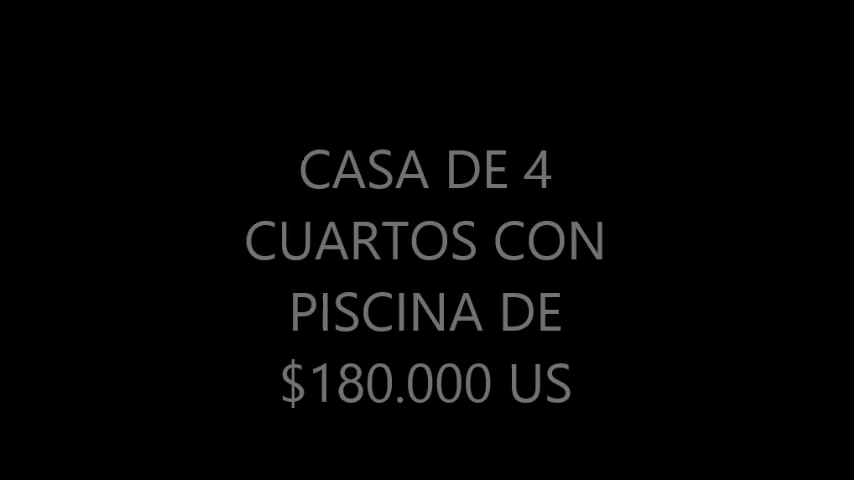 CASA DE 4
CUARTOS CON
PISCINA DE
$180.000 US